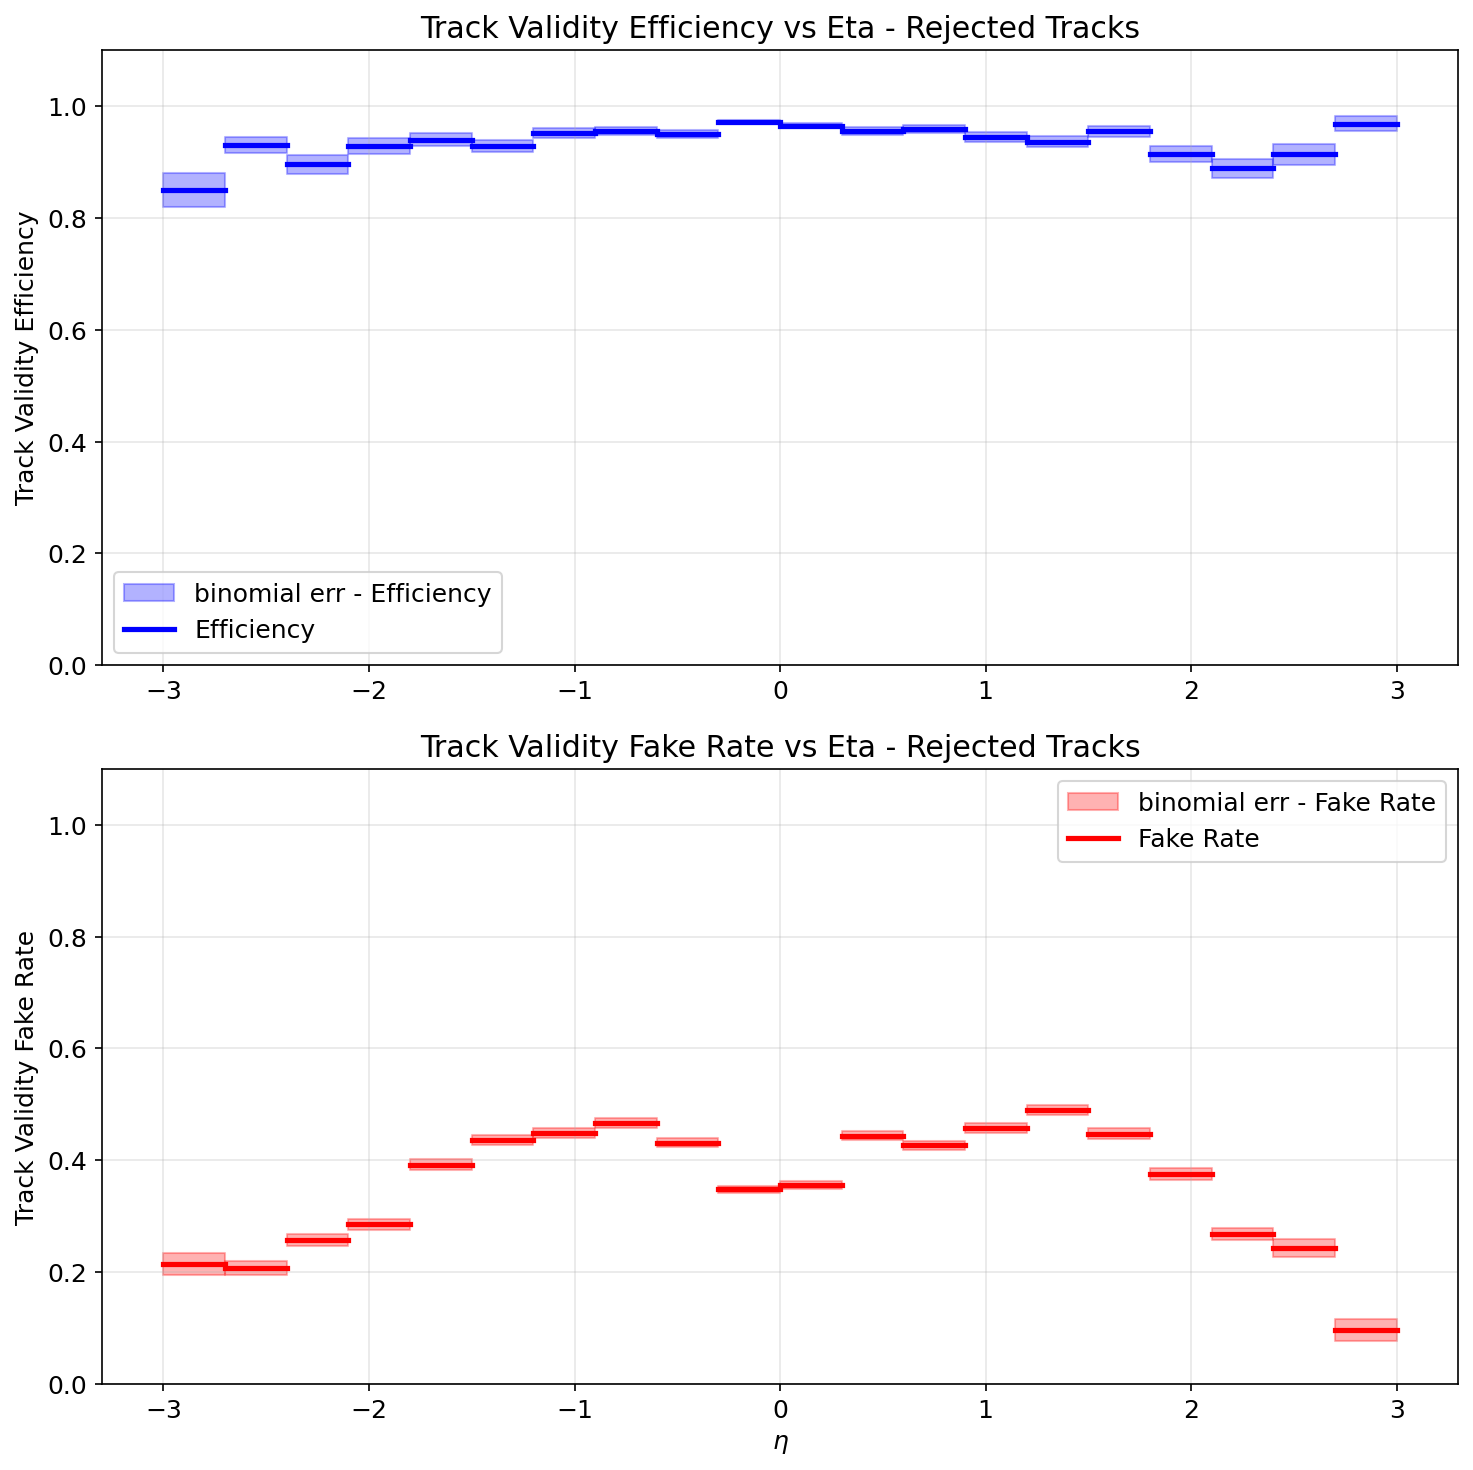 Track Validity Efficiency vs Eta - Rejected Tracks
Track Validity Efficiency
1.0
0.8
0.6
0.4
0.2
0.0
binomial err - Efficiency
Efficiency
−3 −2 −1 0 1 2 3
Track Validity Fake Rate vs Eta - Rejected Tracks
Track Validity Fake Rate
1.0
0.8
0.6
0.4
0.2
0.0
binomial err - Fake Rate
Fake Rate
−3 −2 −1 0 1 2 3
η